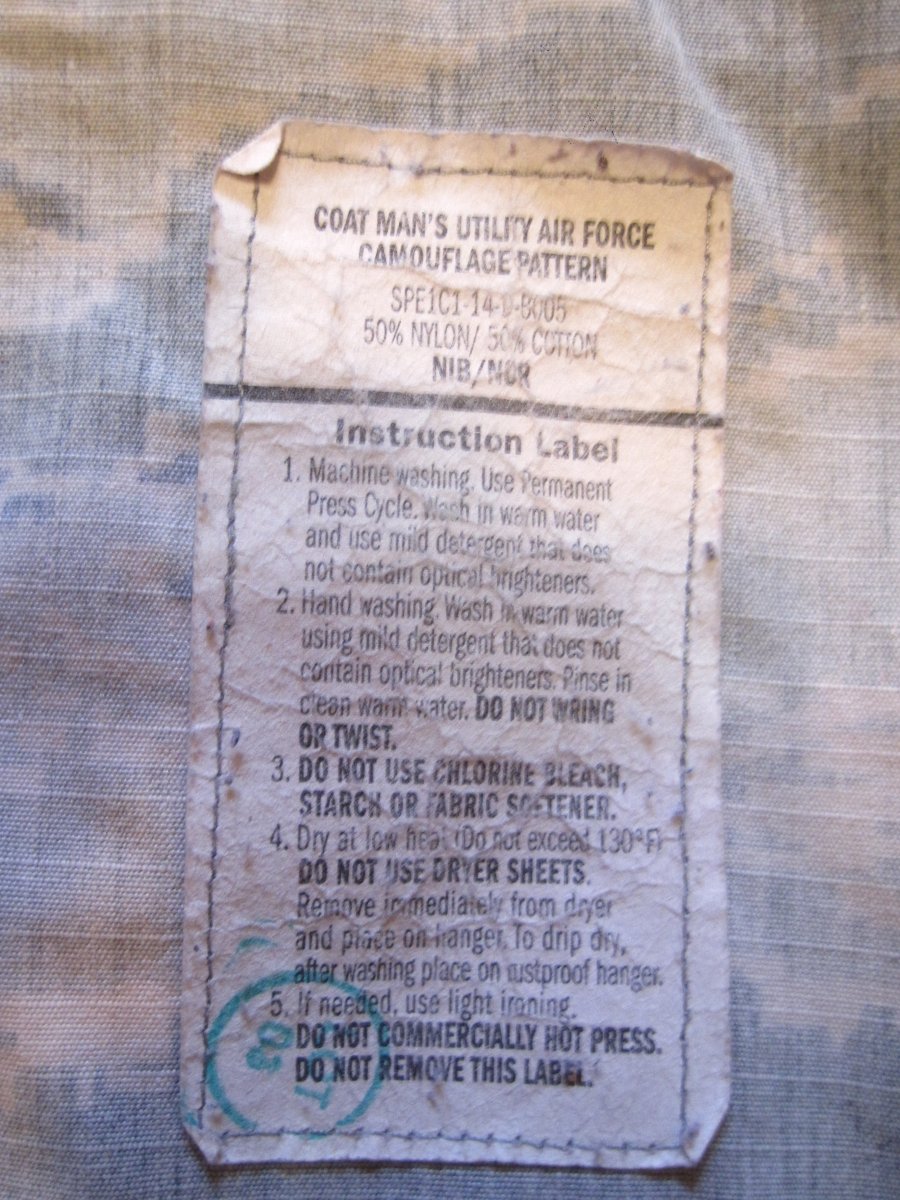 COAT MAN'S UTILITY AIR FORCE
CAMOUFLAGE PATTERN
SPE1C1-14-D-B005
50% NYLON/ 50% COTTON
NIB/NCR
Instruction Label
1. Machine washing. Use Permanent
Press Cycle. Wash in warm water
and use mild detergent that does
not contain optical brighteners.
2. Hand washing. Wash in warm water
using mild detergent that does not
contain optical brighteners. Rinse in
clean warm water. DO NOT WRING
OR TWIST.
3. DO NOT USE CHLORINE BLEACH,
STARCH OR FABRIC SOFTENER.
4. Dry at low heat (Do not exceed 130°F)
DO NOT USE DRYER SHEETS.
Remove immediately from dryer
and place on hanger. To drip dry,
after washing place on rustproof hanger.
5. If needed, use light ironing.
DO NOT COMMERCIALLY HOT PRESS.
DO NOT REMOVE THIS LABEL.